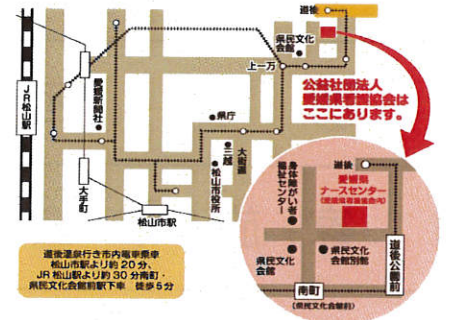 道後
県民文化
会館
上一万
公益社団法人
愛媛県看護協会は
ここにあります。
JR松山駅
愛媛新聞社
県庁
大街道
三越
松山市役所
大手町
松山市駅
道後
愛媛県
ナースセンター
(愛媛県看護協会内)
身体障がい者
福祉センター
県民文化
会館
県民文化
会館別館
道後公園前
南町
(県民文化会館前)
道後温泉行き市内電車乗車
松山市駅より約20分、
JR松山駅より約30分南町・
県民文化会館前駅下車 徒歩5分